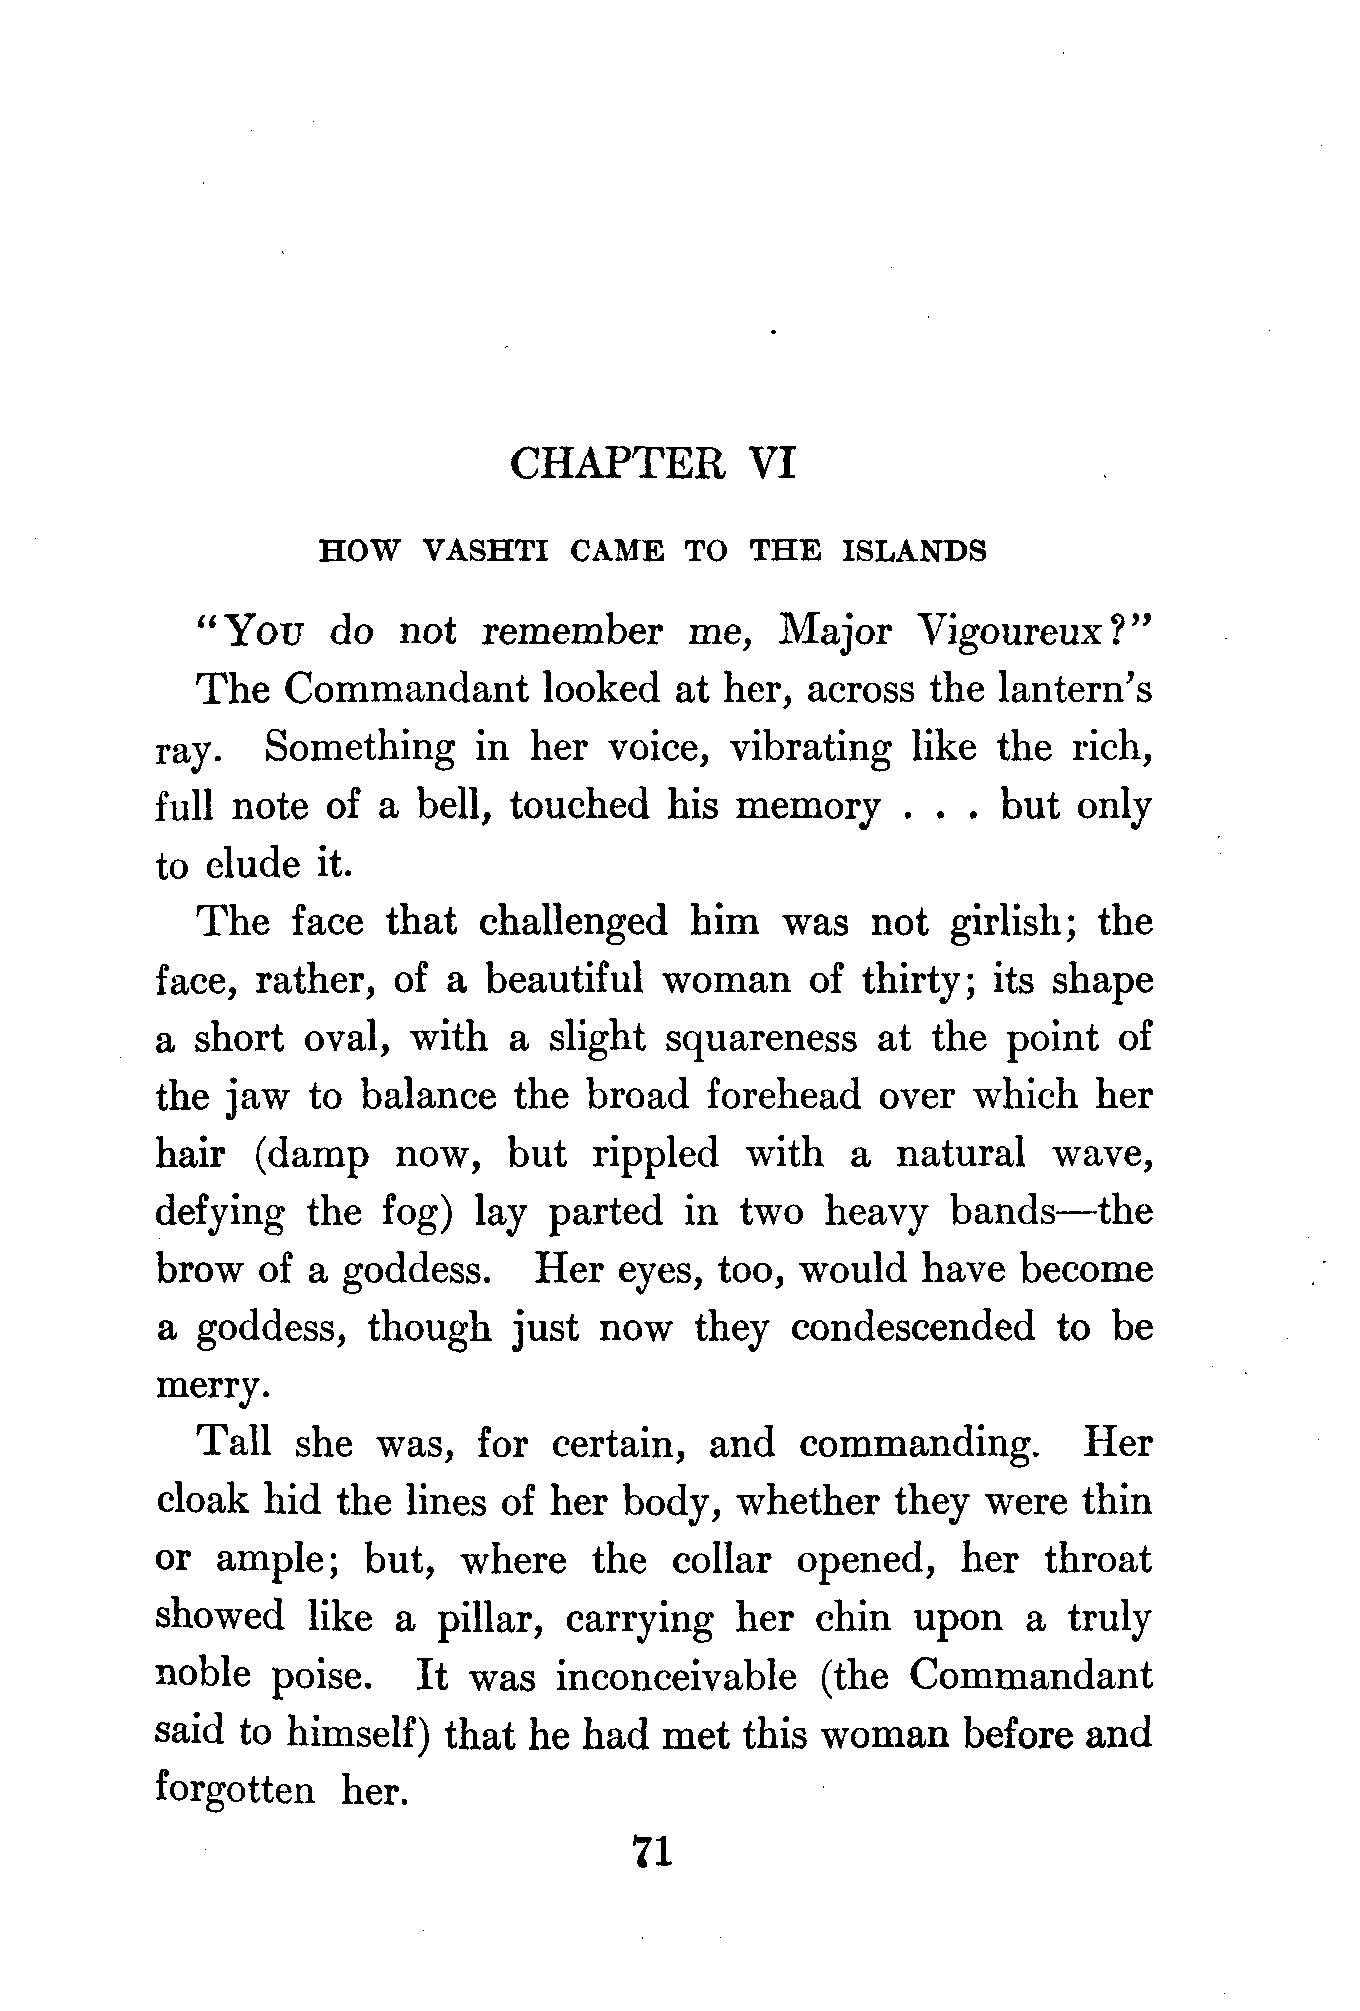 CHAPTER VI
HOW VASHTI CAME TO THE ISLANDS
"YOU do not remember me, Major Vigoureux?"
The Commandant looked at her, across the lantern's
ray. Something in her voice, vibrating like the rich,
full note of a bell, touched his memory . . . but only
to elude it.
The face that challenged him was not girlish; the
face, rather, of a beautiful woman of thirty; its shape
a short oval, with a slight squareness at the point of
the jaw to balance the broad forehead over which her
hair (damp now, but rippled with a natural wave,
defying the fog) lay parted in two heavy bands—the
brow of a goddess. Her eyes, too, would have become
a goddess, though just now they condescended to be
merry.
Tall she was, for certain, and commanding. Her
cloak hid the lines of her body, whether they were thin
or ample; but, where the collar opened, her throat
showed like a pillar, carrying her chin upon a truly
noble poise. It was inconceivable (the Commandant
said to himself) that he had met this woman before and
forgotten her.
71